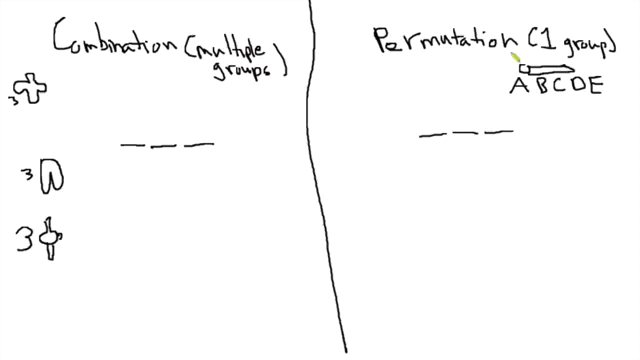 Combination (multiple
groups)
Permutation (1 group)
A B C D E
3
3
3